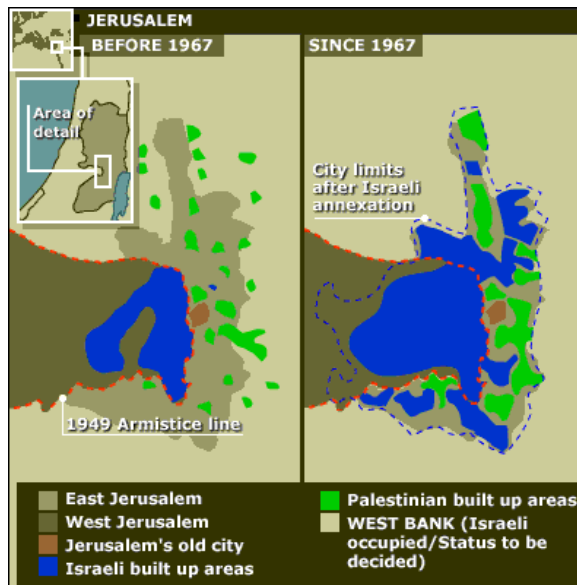 JERUSALEM
BEFORE 1967
SINCE 1967
Area of
detail
City limits
after Israeli
annexation
1949 Armistice line
East Jerusalem
West Jerusalem
Jerusalem's old city
Israeli built up areas
Palestinian built up areas
WEST BANK (Israeli
occupied/Status to be
decided)